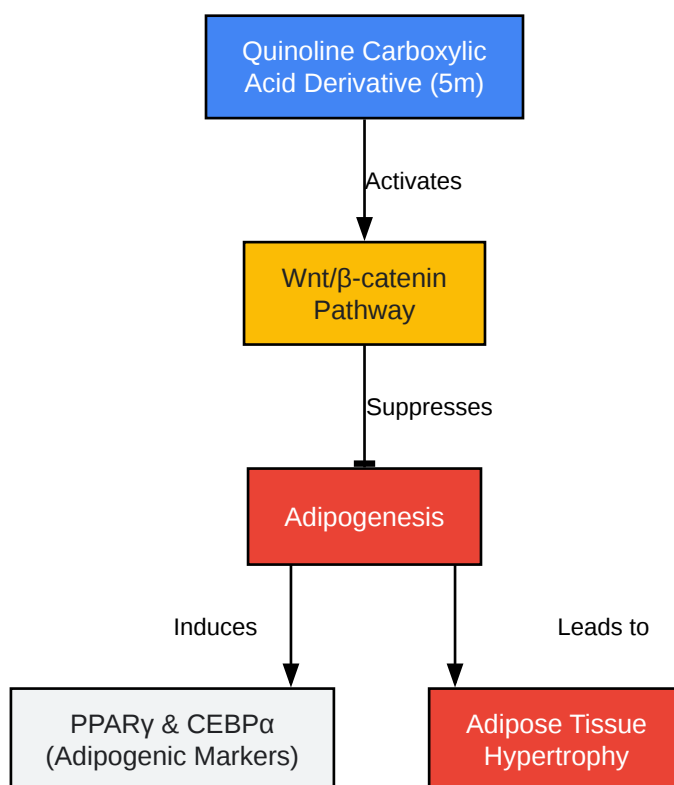 Quinoline Carboxylic
Acid Derivative (5m)
Activates
Wnt/β-catenin
Pathway
Suppresses
Adipogenesis
Induces
Leads to
PPARγ & CEBPα
(Adipogenic Markers)
Adipose Tissue
Hypertrophy